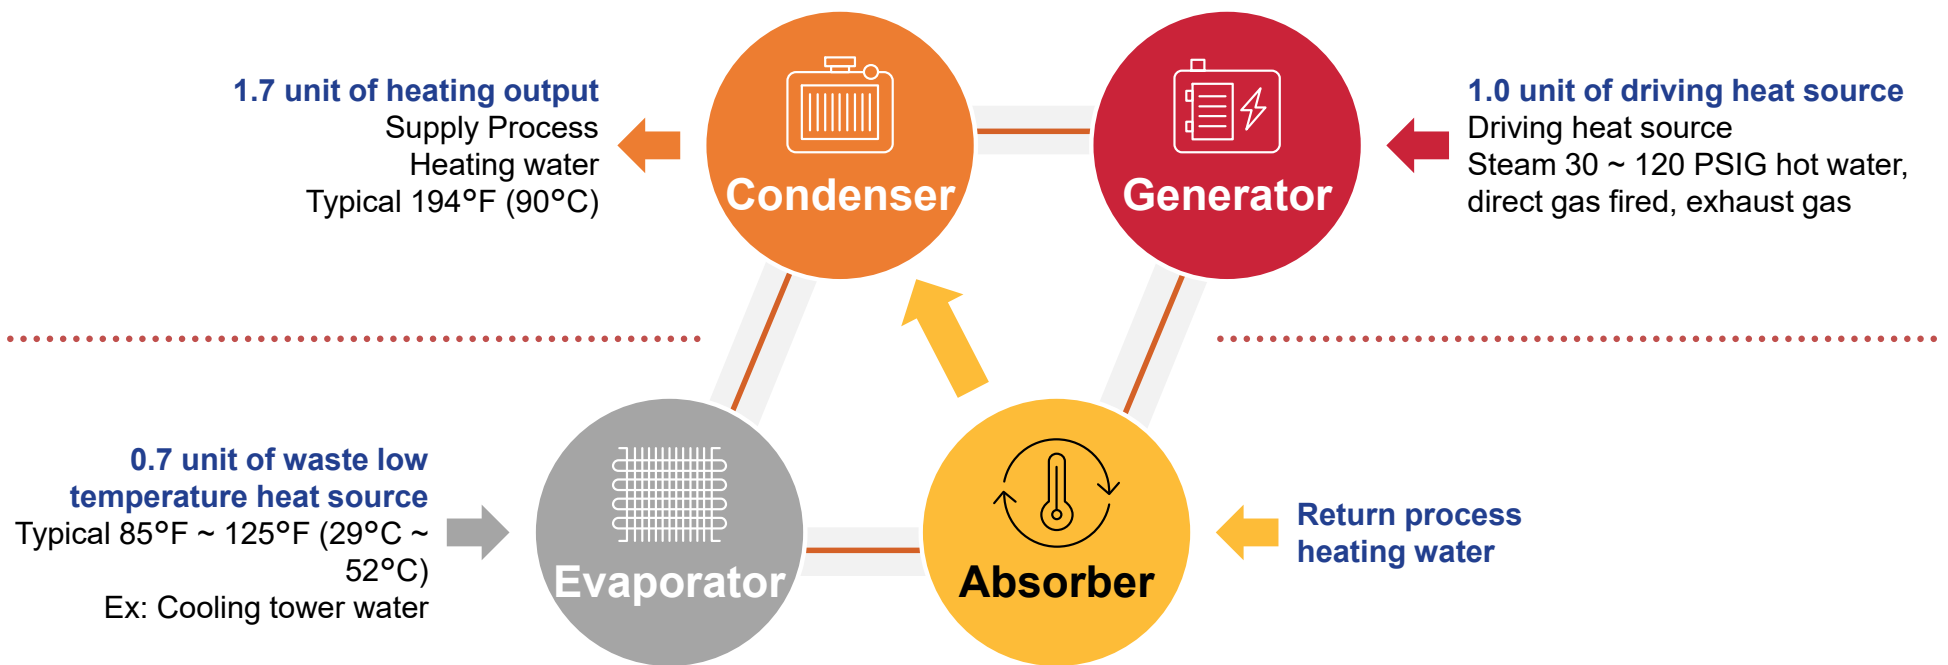 1.7 unit of heating output
Supply Process
Heating water
Typical 194°F (90°C)
Condenser
Generator
1.0 unit of driving heat source
Driving heat source
Steam 30 ~ 120 PSIG hot water,
direct gas fired, exhaust gas
0.7 unit of waste low
temperature heat source
Typical 85°F ~ 125°F (29°C ~
52°C)
Ex: Cooling tower water
Evaporator
Absorber
Return process
heating water